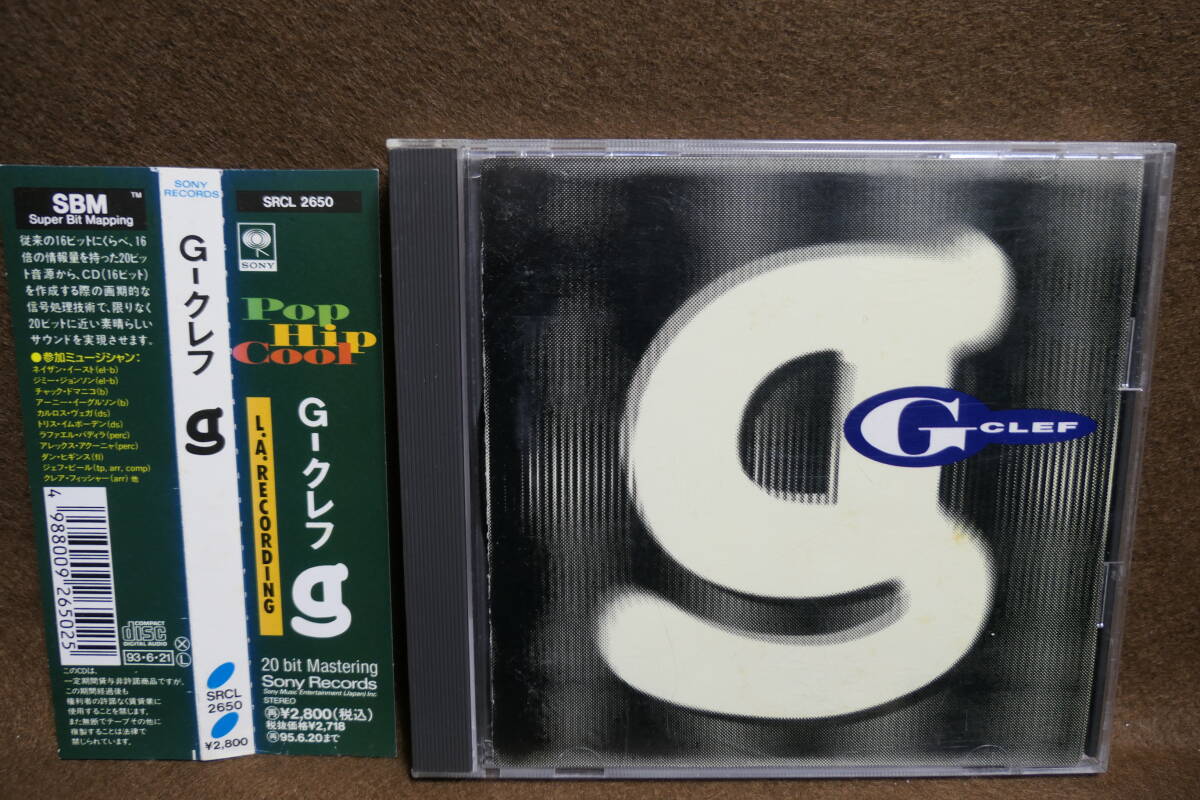 SBM TM
Super Bit Mapping
従来の16ビットにくらべ、16
倍の情報量を持った20ビッ
ト音源から、CD(16ビット)
を作成する際の画期的な
信号処理技術で、限りなく
20ビットに近い素晴らしい
サウンドを実現させます。
●参加ミュージシャン:
ネイザン・イースト(el-b)
ジミー・ジョンソン(el-b)
チャック・ドマニコ(b)
アーニー・イーグルソン(b)
カルロス・ヴェガ(ds)
トリス・イムボーデン(ds)
ラファエル・パディラ(perc)
アレックス・アクーニャ(perc)
ダン・ヒギンス(fl)
ジェフ・ビール(tp, arr, comp)
クレア・フィッシャー(arr) 他
4 988009 265025
COMPACT
disc
DIGITAL AUDIO
93・6・21
X
L
このCDは、
一定期間貸与非許諾商品ですが、
この期間経過後も
権利者の許諾なく賃貸業に
使用することを禁じます。
また無断でテープその他に
複製することは法律で
禁じられています。
SONY
RECORDS
G-クレフ
g
SRCL
2650
¥2,800
SRCL 2650
SONY
Pop
Hip
Cool
G-クレフ
g
L.A.RECORDING
20 bit Mastering
Sony Records
Sony Music Entertainment (Japan) Inc.
STEREO
再¥2,800(税込)
税抜価格¥2,718
再95.6.20まで
g
G CLEF